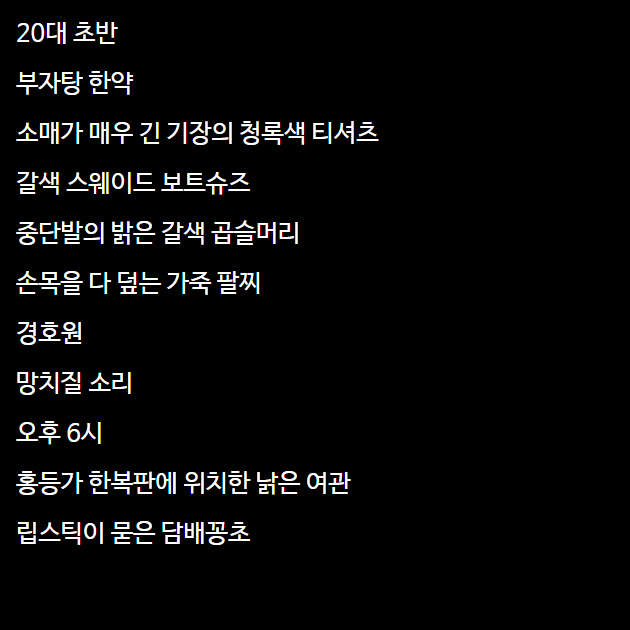 20대 초반
부자탕 한약
소매가 매우 긴 기장의 청록색 티셔츠
갈색 스웨이드 보트슈즈
중단발의 밝은 갈색 곱슬머리
손목을 다 덮는 가죽 팔찌
경호원
망치질 소리
오후 6시
홍등가 한복판에 위치한 낡은 여관
립스틱이 묻은 담배꽁초